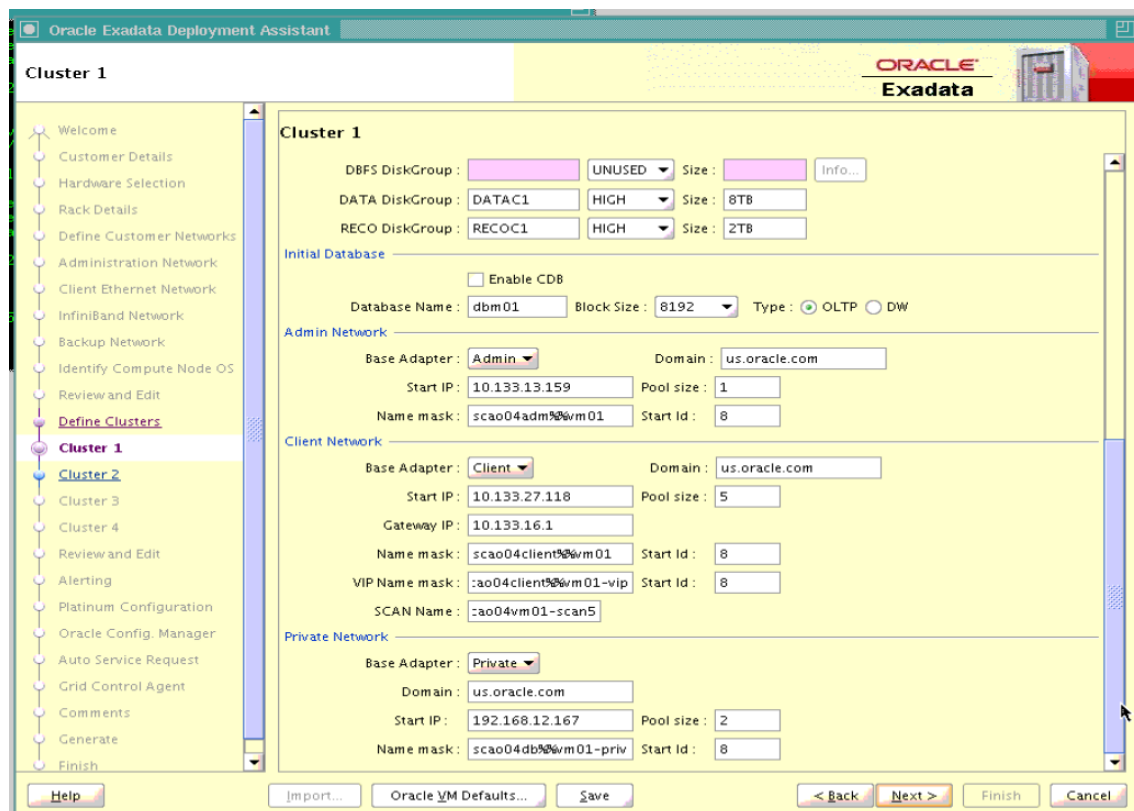 Oracle Exadata Deployment Assistant
Cluster 1
ORACLE
Exadata
Welcome
Customer Details
Hardware Selection
Rack Details
Define Customer Networks
Administration Network
Client Ethernet Network
InfiniBand Network
Backup Network
Identify Compute Node OS
Review and Edit
Define Clusters
Cluster 1
Cluster 2
Cluster 3
Cluster 4
Review and Edit
Alerting
Platinum Configuration
Oracle Config. Manager
Auto Service Request
Grid Control Agent
Comments
Generate
Finish
Cluster 1
DBFS DiskGroup : UNUSED Size : Info...
DATA DiskGroup : DATAC1 HIGH Size : 8TB
RECO DiskGroup : RECOC1 HIGH Size : 2TB
Initial Database
Enable CDB
Database Name : dbm01 Block Size : 8192 Type : OLTP DW
Admin Network
Base Adapter : Admin Domain : us.oracle.com
Start IP : 10.133.13.159 Pool size : 1
Name mask : scao04adm%%vm01 Start Id : 8
Client Network
Base Adapter : Client Domain : us.oracle.com
Start IP : 10.133.27.118 Pool size : 5
Gateway IP : 10.133.16.1
Name mask : scao04client%%vm01 Start Id : 8
VIP Name mask : cao04client%%vm01-vip Start Id : 8
SCAN Name : cao04vm01-scan5
Private Network
Base Adapter : Private
Domain : us.oracle.com
Start IP : 192.168.12.167 Pool size : 2
Name mask : scao04db%%vm01-priv Start Id : 8
Help Import... Oracle VM Defaults... Save < Back Next > Finish Cancel